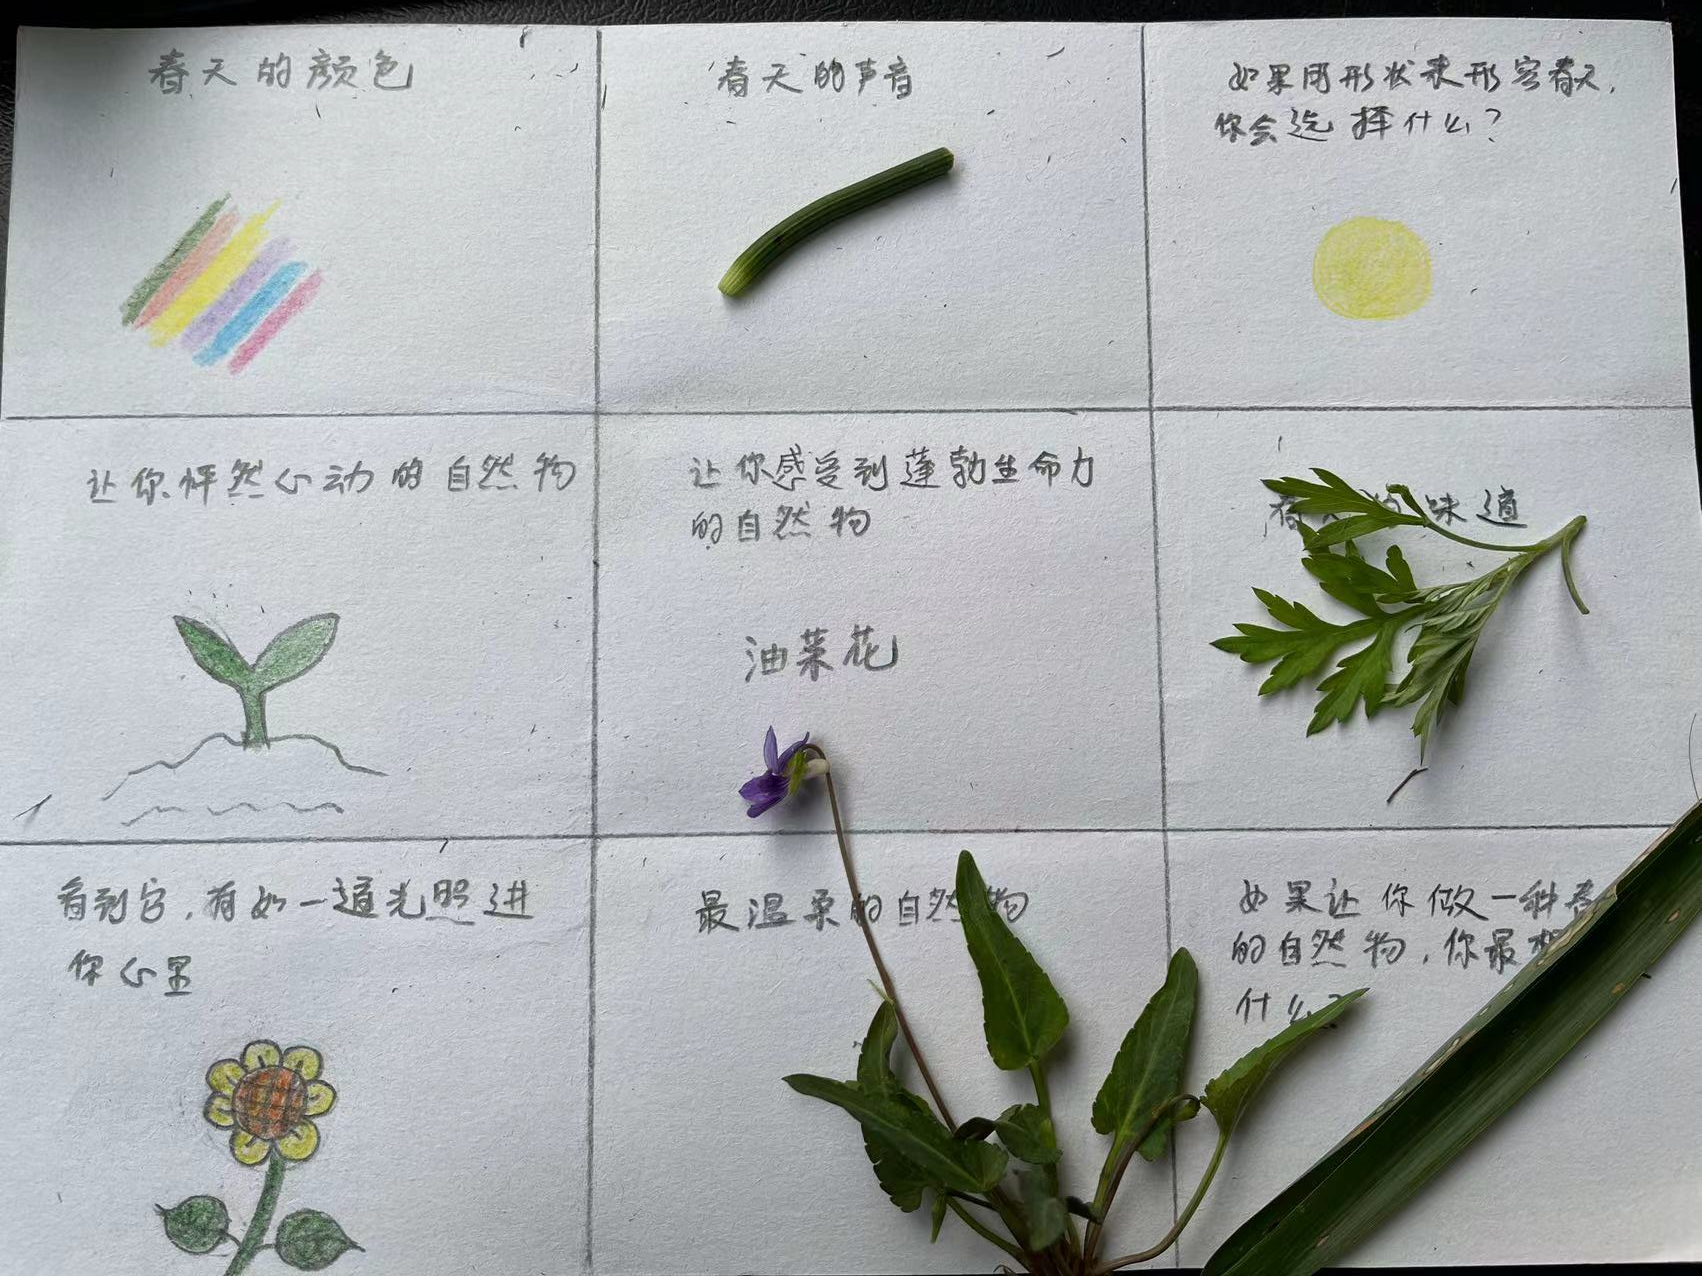 春天的颜色
春天的声音
如果用形状来形容春天,
你会选择什么?
让你怦然心动的自然物
让你感受到蓬勃生命力
的自然物
油菜花
味道
看到它,有如一道光照进
你心里
最温柔的自然物
如果让你做一种春
的自然物,你最想
什么?